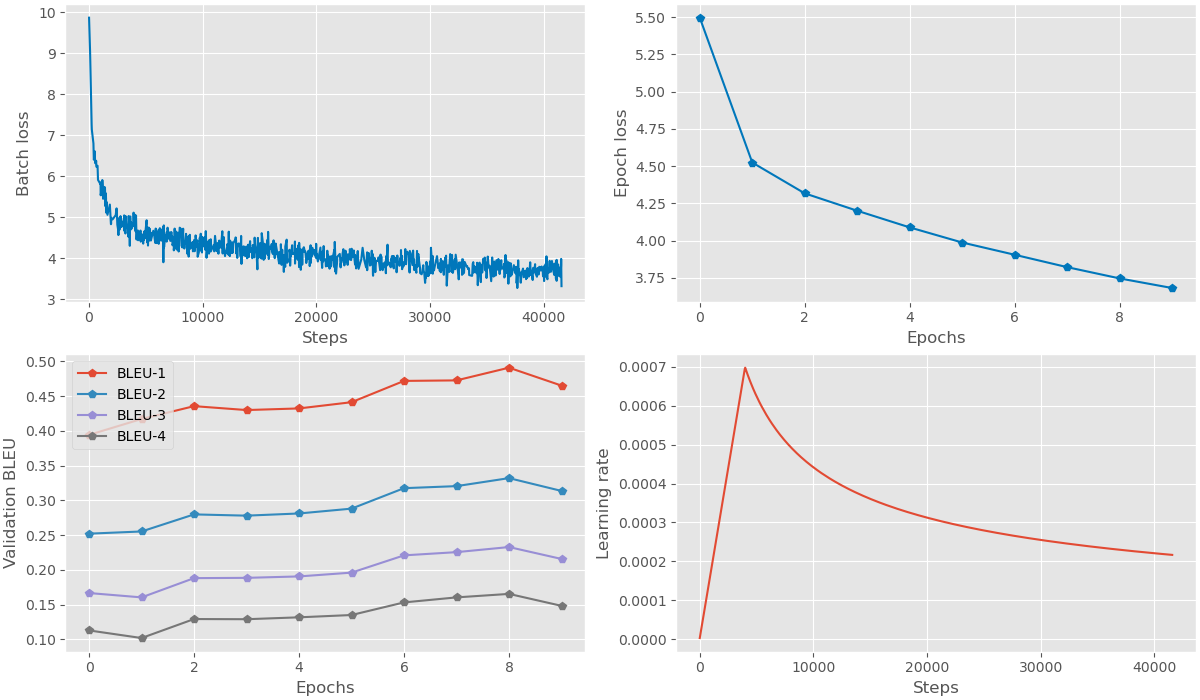 10
9
8
7
6
5
4
3
Batch loss
0 10000 20000 30000 40000
Steps
5.50
5.25
5.00
4.75
4.50
4.25
4.00
3.75
Epoch loss
0 2 4 6 8
Epochs
0.50
0.45
0.40
0.35
0.30
0.25
0.20
0.15
0.10
Validation BLEU
BLEU-1
BLEU-2
BLEU-3
BLEU-4
0 2 4 6 8
Epochs
0.0007
0.0006
0.0005
0.0004
0.0003
0.0002
0.0001
0.0000
Learning rate
0 10000 20000 30000 40000
Steps